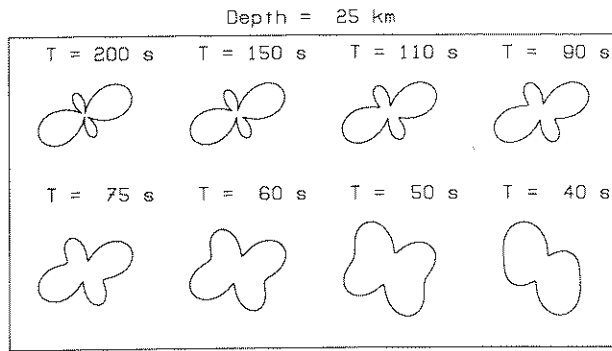 Depth = 25 km
T = 200 s T = 150 s T = 110 s T = 90 s
T = 75 s T = 60 s T = 50 s T = 40 s